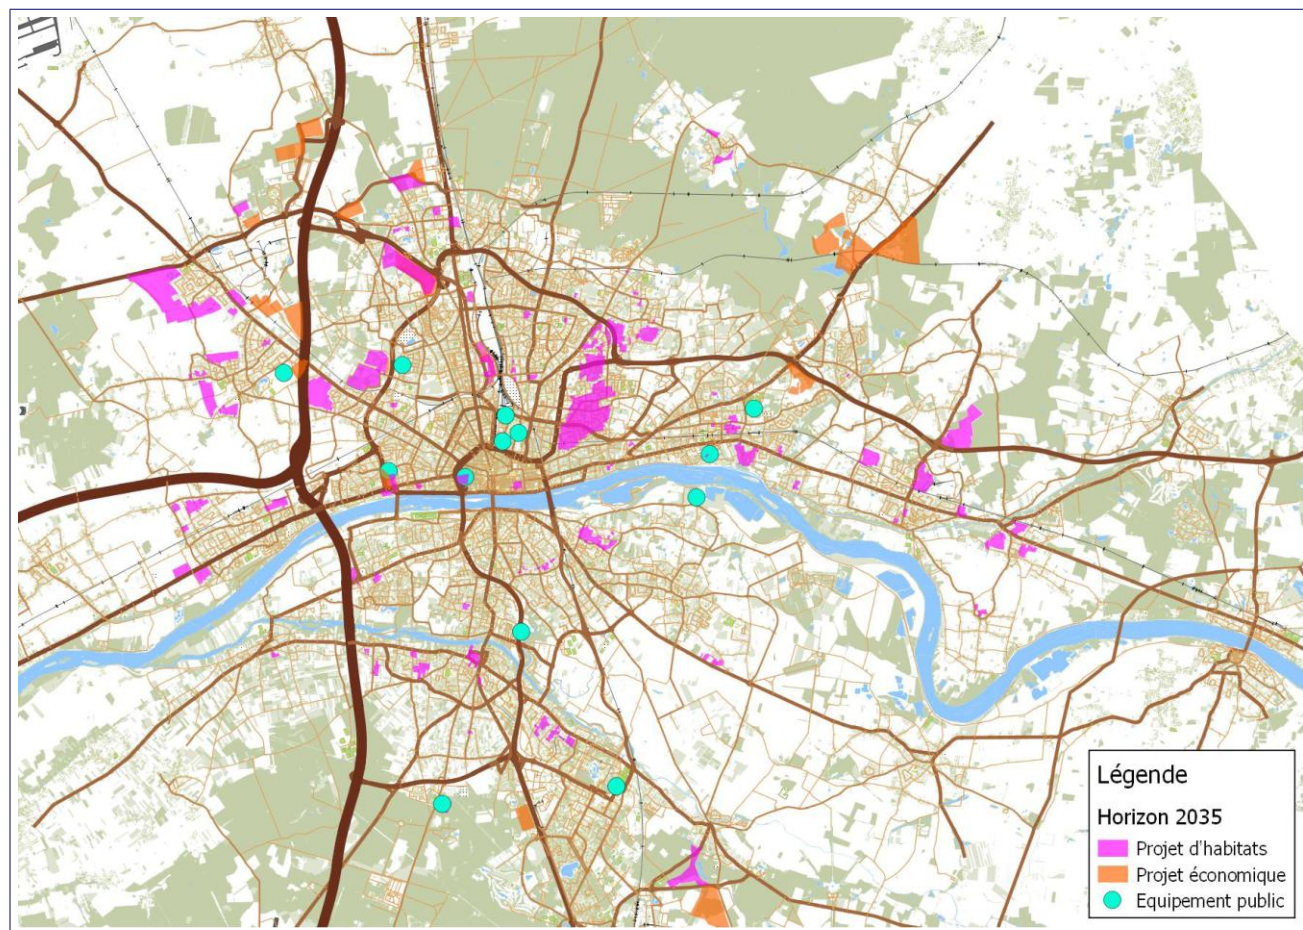 Légende
Horizon 2035
Projet d'habitats
Projet économique
Equipement public